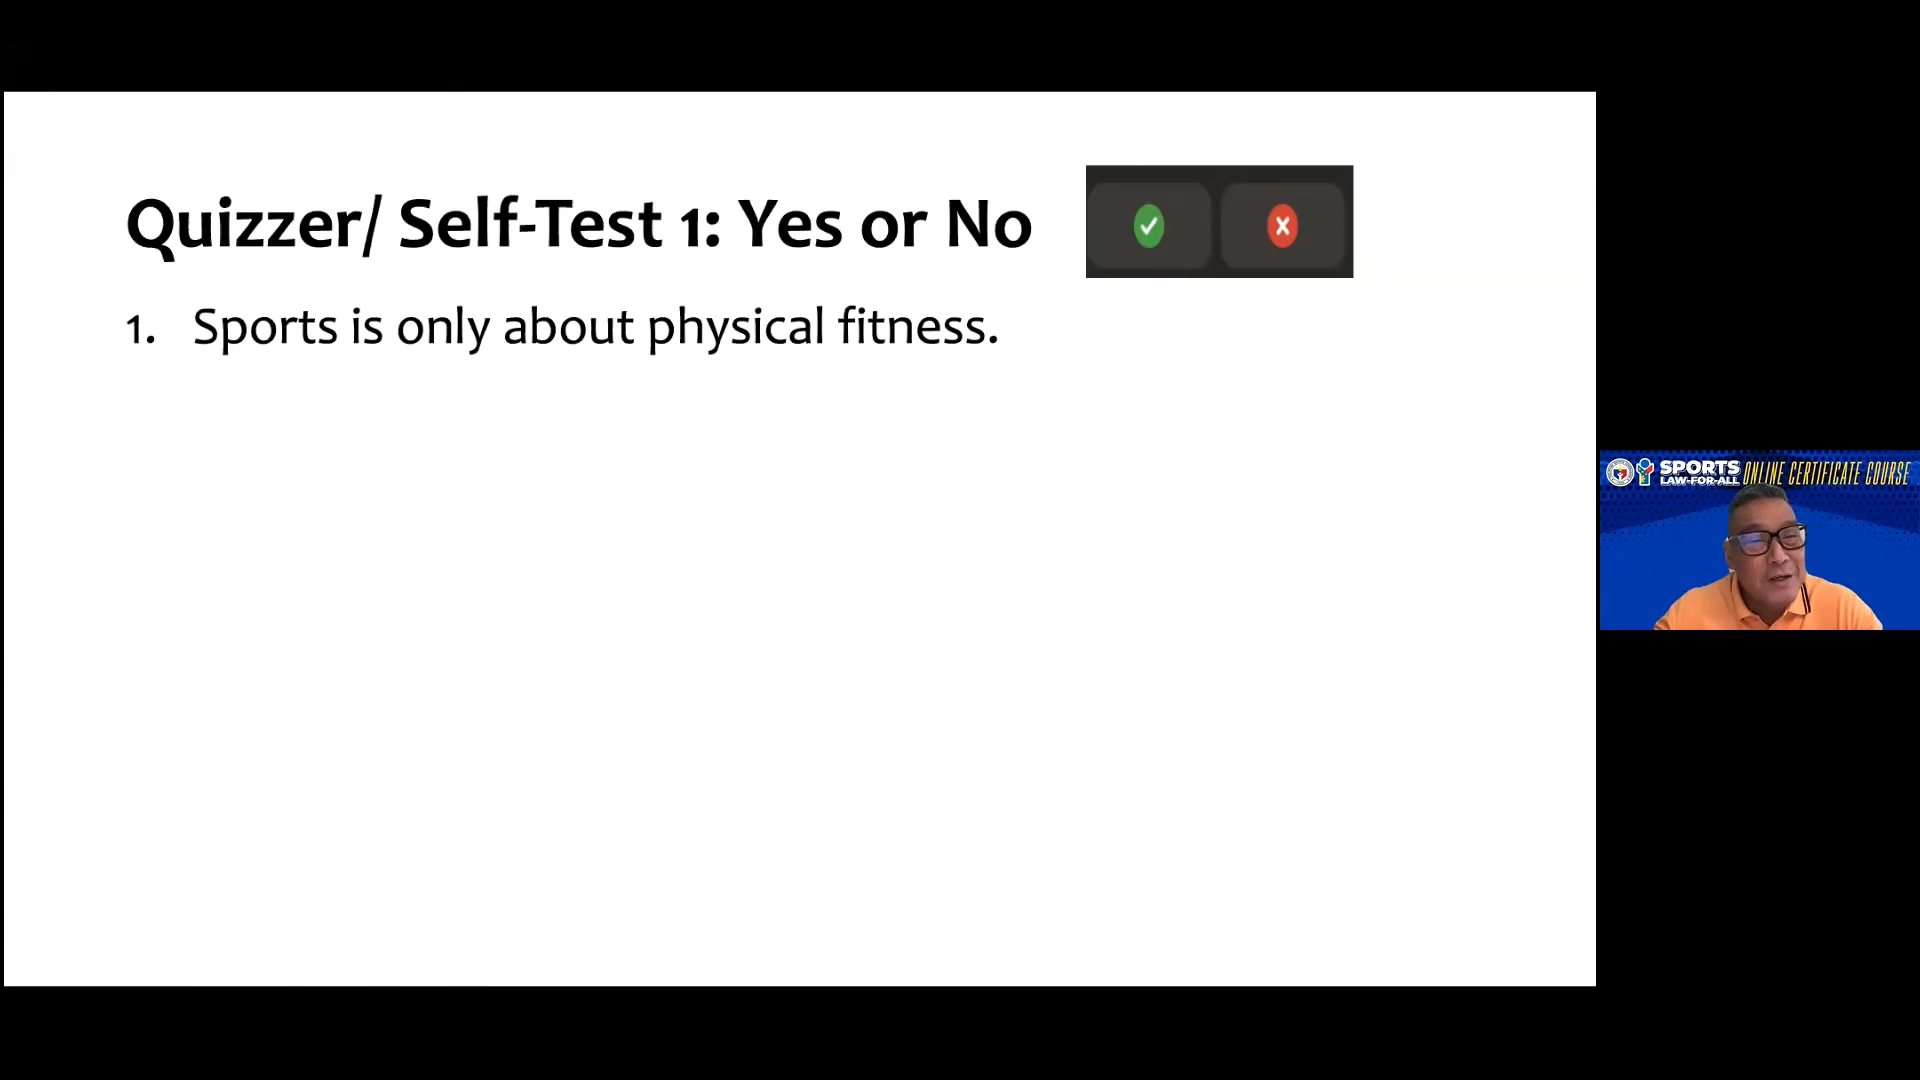 Quizzer/ Self-Test 1: Yes or No
1. Sports is only about physical fitness.
SPORTS
LAW-FOR-ALL
ONLINE CERTIFICATE COURSE